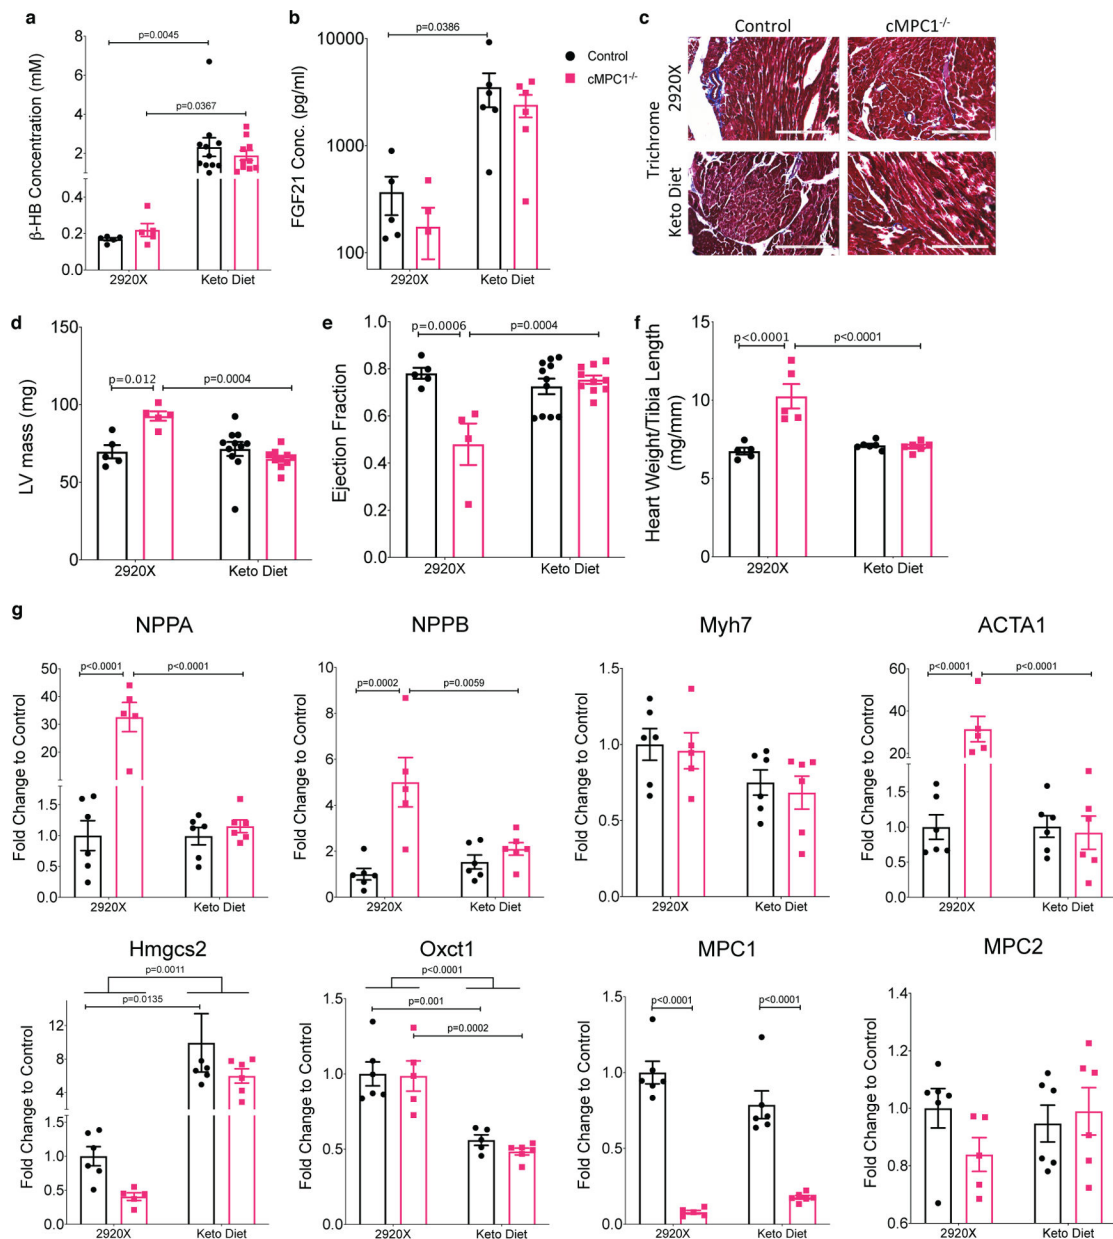 a
β-HB Concentration (mM)
8
6
4
2
0.4
0.2
0.0
p=0.0045
p=0.0367
2920X
Keto Diet
b
FGF21 Conc. (pg/ml)
10000
1000
100
p=0.0386
2920X
Keto Diet
Control
cMPC1-/-
c
Control
cMPC1-/-
Trichrome
2920X
Keto Diet
d
LV mass (mg)
150
100
50
0
p=0.012
p=0.0004
2920X
Keto Diet
e
Ejection Fraction
1.0
0.8
0.6
0.4
0.2
0.0
p=0.0006
p=0.0004
2920X
Keto Diet
f
Heart Weight/Tibia Length
(mg/mm)
15
10
5
0
p<0.0001
p<0.0001
2920X
Keto Diet
g
NPPA
Fold Change to Control
50
40
30
20
10
1.5
1.0
0.5
0.0
p<0.0001
p<0.0001
2920X
Keto Diet
NPPB
Fold Change to Control
10
8
6
4
2
0
p=0.0002
p=0.0059
2920X
Keto Diet
Myh7
Fold Change to Control
1.5
1.0
0.5
0.0
2920X
Keto Diet
ACTA1
Fold Change to Control
60
40
20
2.0
1.5
1.0
0.5
0.0
p<0.0001
p<0.0001
2920X
Keto Diet
Hmgcs2
Fold Change to Control
p=0.0011
p=0.0135
12
8
4
1.5
1.0
0.5
0.0
2920X
Keto Diet
Oxct1
Fold Change to Control
p<0.0001
p=0.001
p=0.0002
1.5
1.0
0.5
0.0
2920X
Keto Diet
MPC1
Fold Change to Control
1.5
1.0
0.5
0.0
p<0.0001
p<0.0001
2920X
Keto Diet
MPC2
Fold Change to Control
1.4
1.2
1.0
0.8
0.6
2920X
Keto Diet